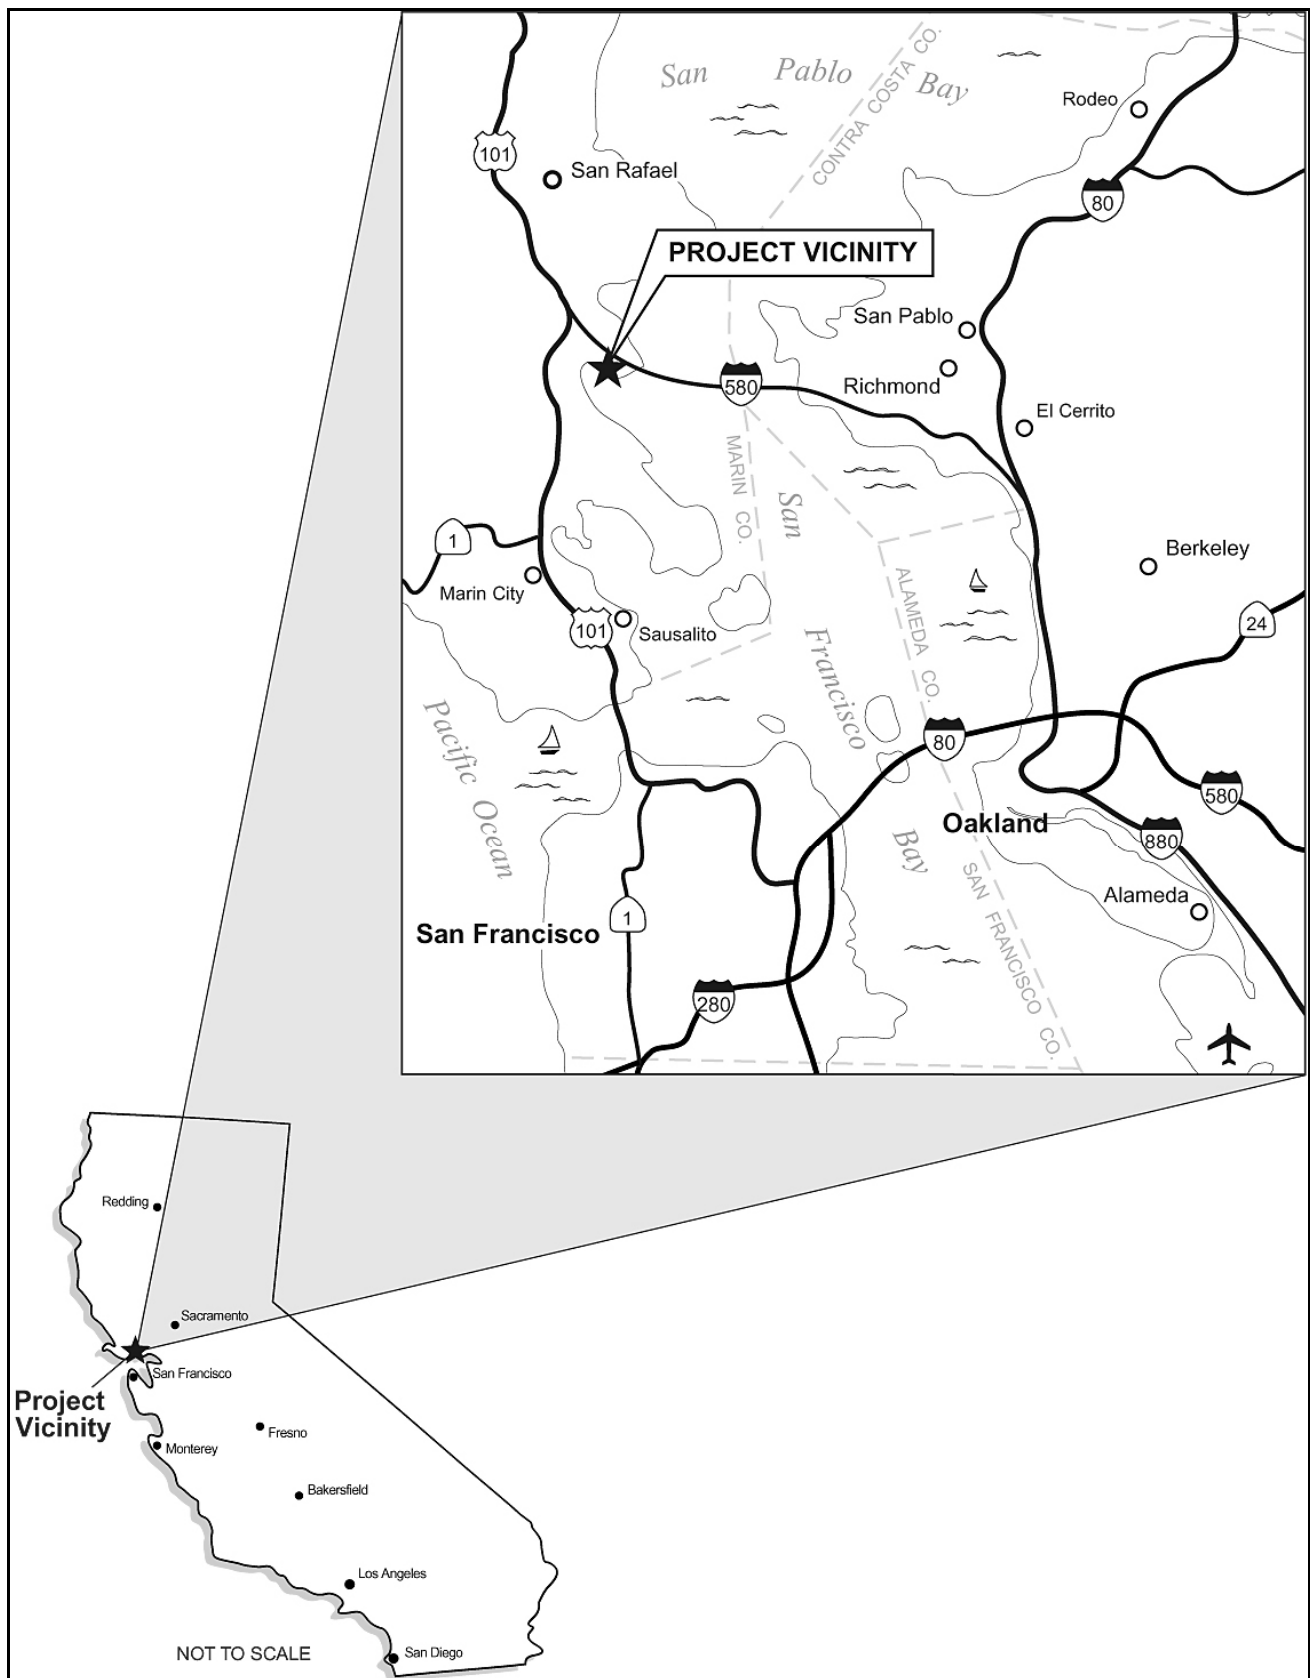 San Pablo Bay
CONTRA COSTA CO.
Rodeo
101
San Rafael
80
PROJECT VICINITY
San Pablo
580
Richmond
El Cerrito
MARIN CO.
San
Francisco
Bay
1
Berkeley
Marin City
ALAMEDA CO.
101
Sausalito
24
Pacific Ocean
80
580
Oakland
880
SAN FRANCISCO CO.
Alameda
1
San Francisco
280
Redding
Sacramento
San Francisco
Project
Vicinity
Fresno
Monterey
Bakersfield
Los Angeles
NOT TO SCALE
San Diego